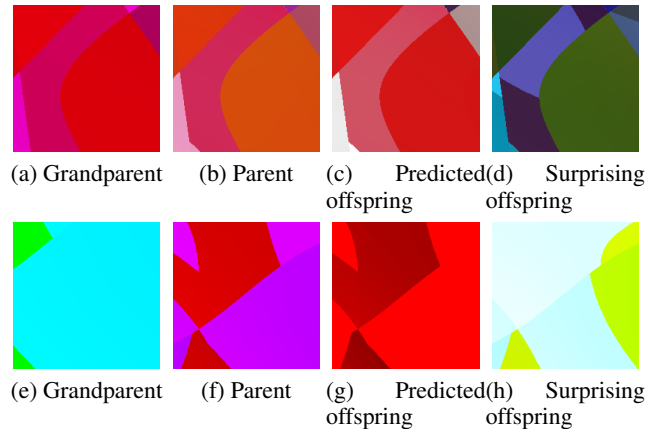 (a) Grandparent (b) Parent (c) Predicted (d) Surprising
offspring offspring
(e) Grandparent (f) Parent (g) Predicted (h) Surprising
offspring offspring